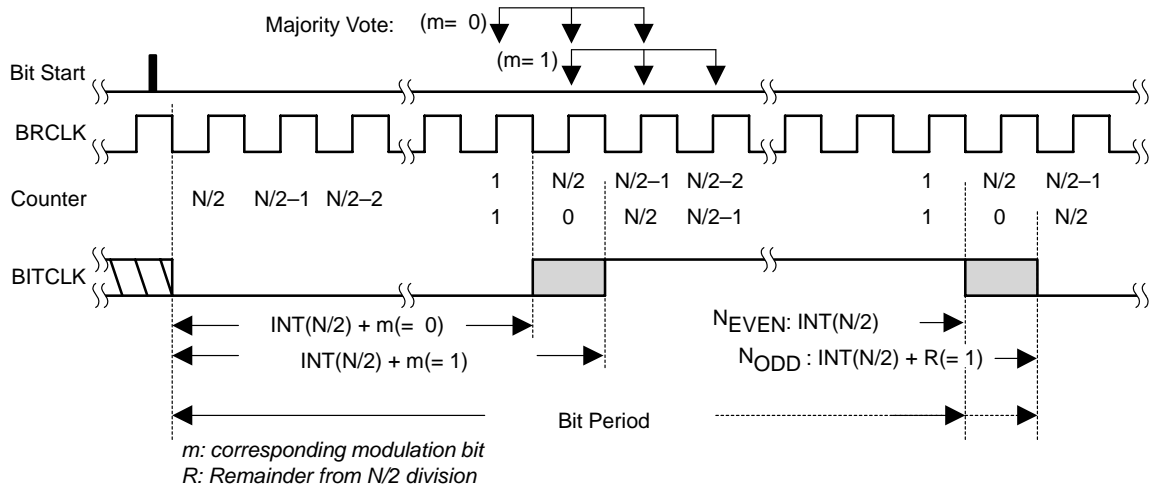 Majority Vote: (m= 0)
(m= 1)
Bit Start
BRCLK
Counter
N/2 N/2–1 N/2–2 1 N/2 N/2–1 N/2–2 1 N/2 N/2–1
1 0 N/2 N/2–1 1 0 N/2
BITCLK
INT(N/2) + m(= 0) NEVEN: INT(N/2)
INT(N/2) + m(= 1) NODD : INT(N/2) + R(= 1)
Bit Period
m: corresponding modulation bit
R: Remainder from N/2 division